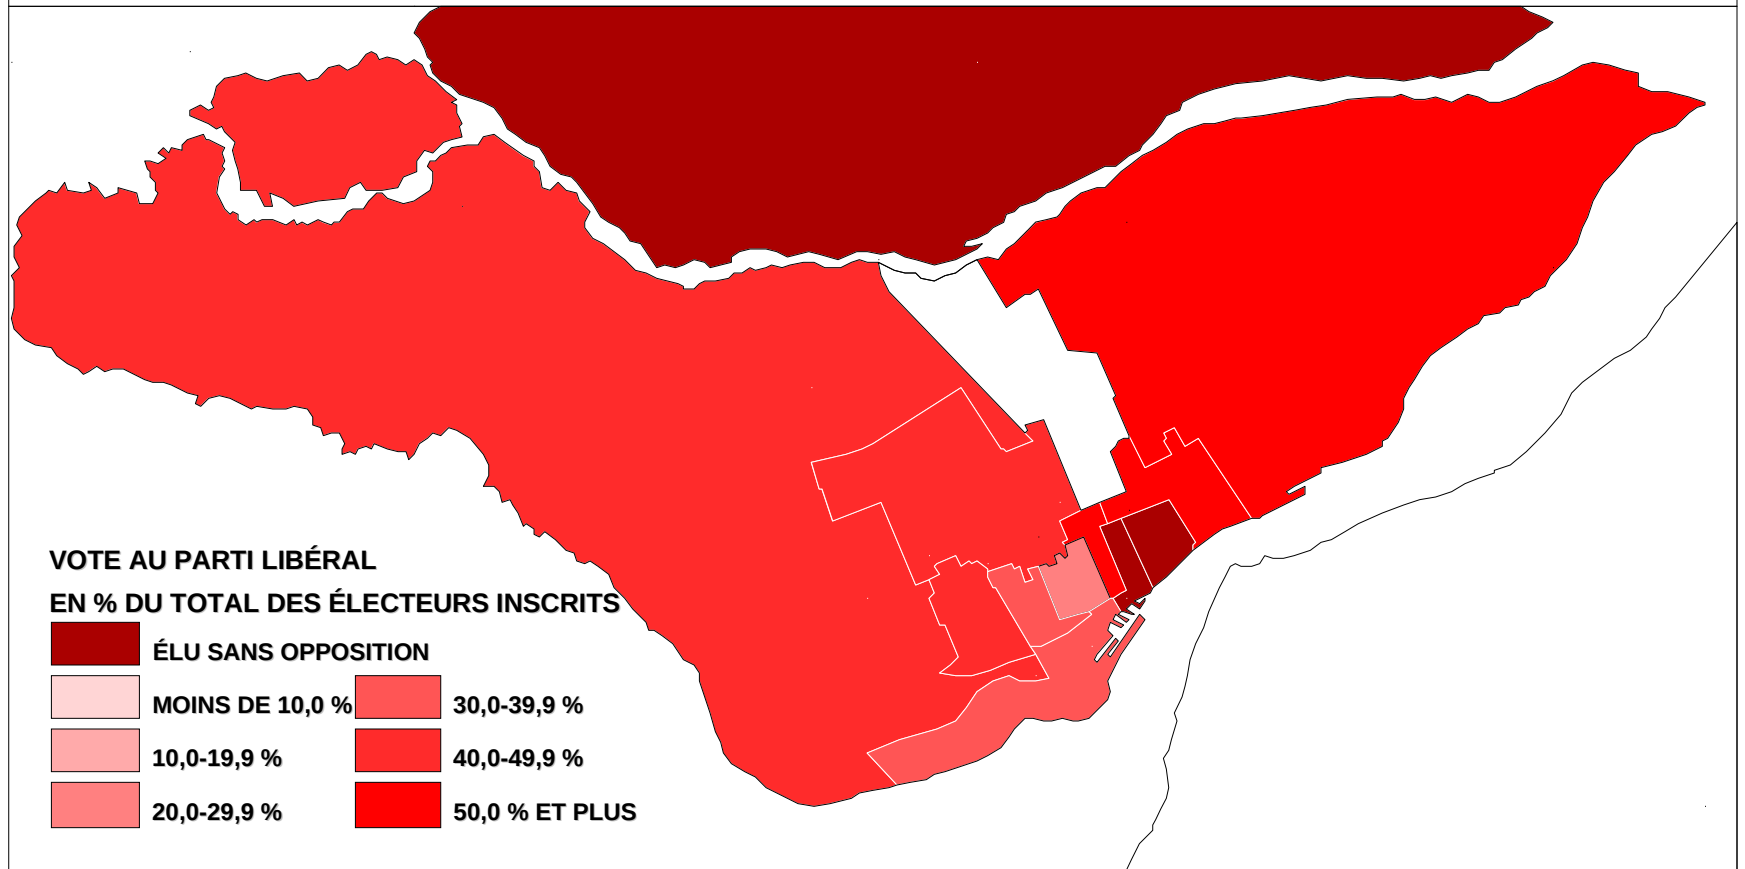 VOTE AU PARTI LIBÉRAL
EN % DU TOTAL DES ÉLECTEURS INSCRITS
ÉLU SANS OPPOSITION
MOINS DE 10,0 %
30,0-39,9 %
10,0-19,9 %
40,0-49,9 %
20,0-29,9 %
50,0 % ET PLUS